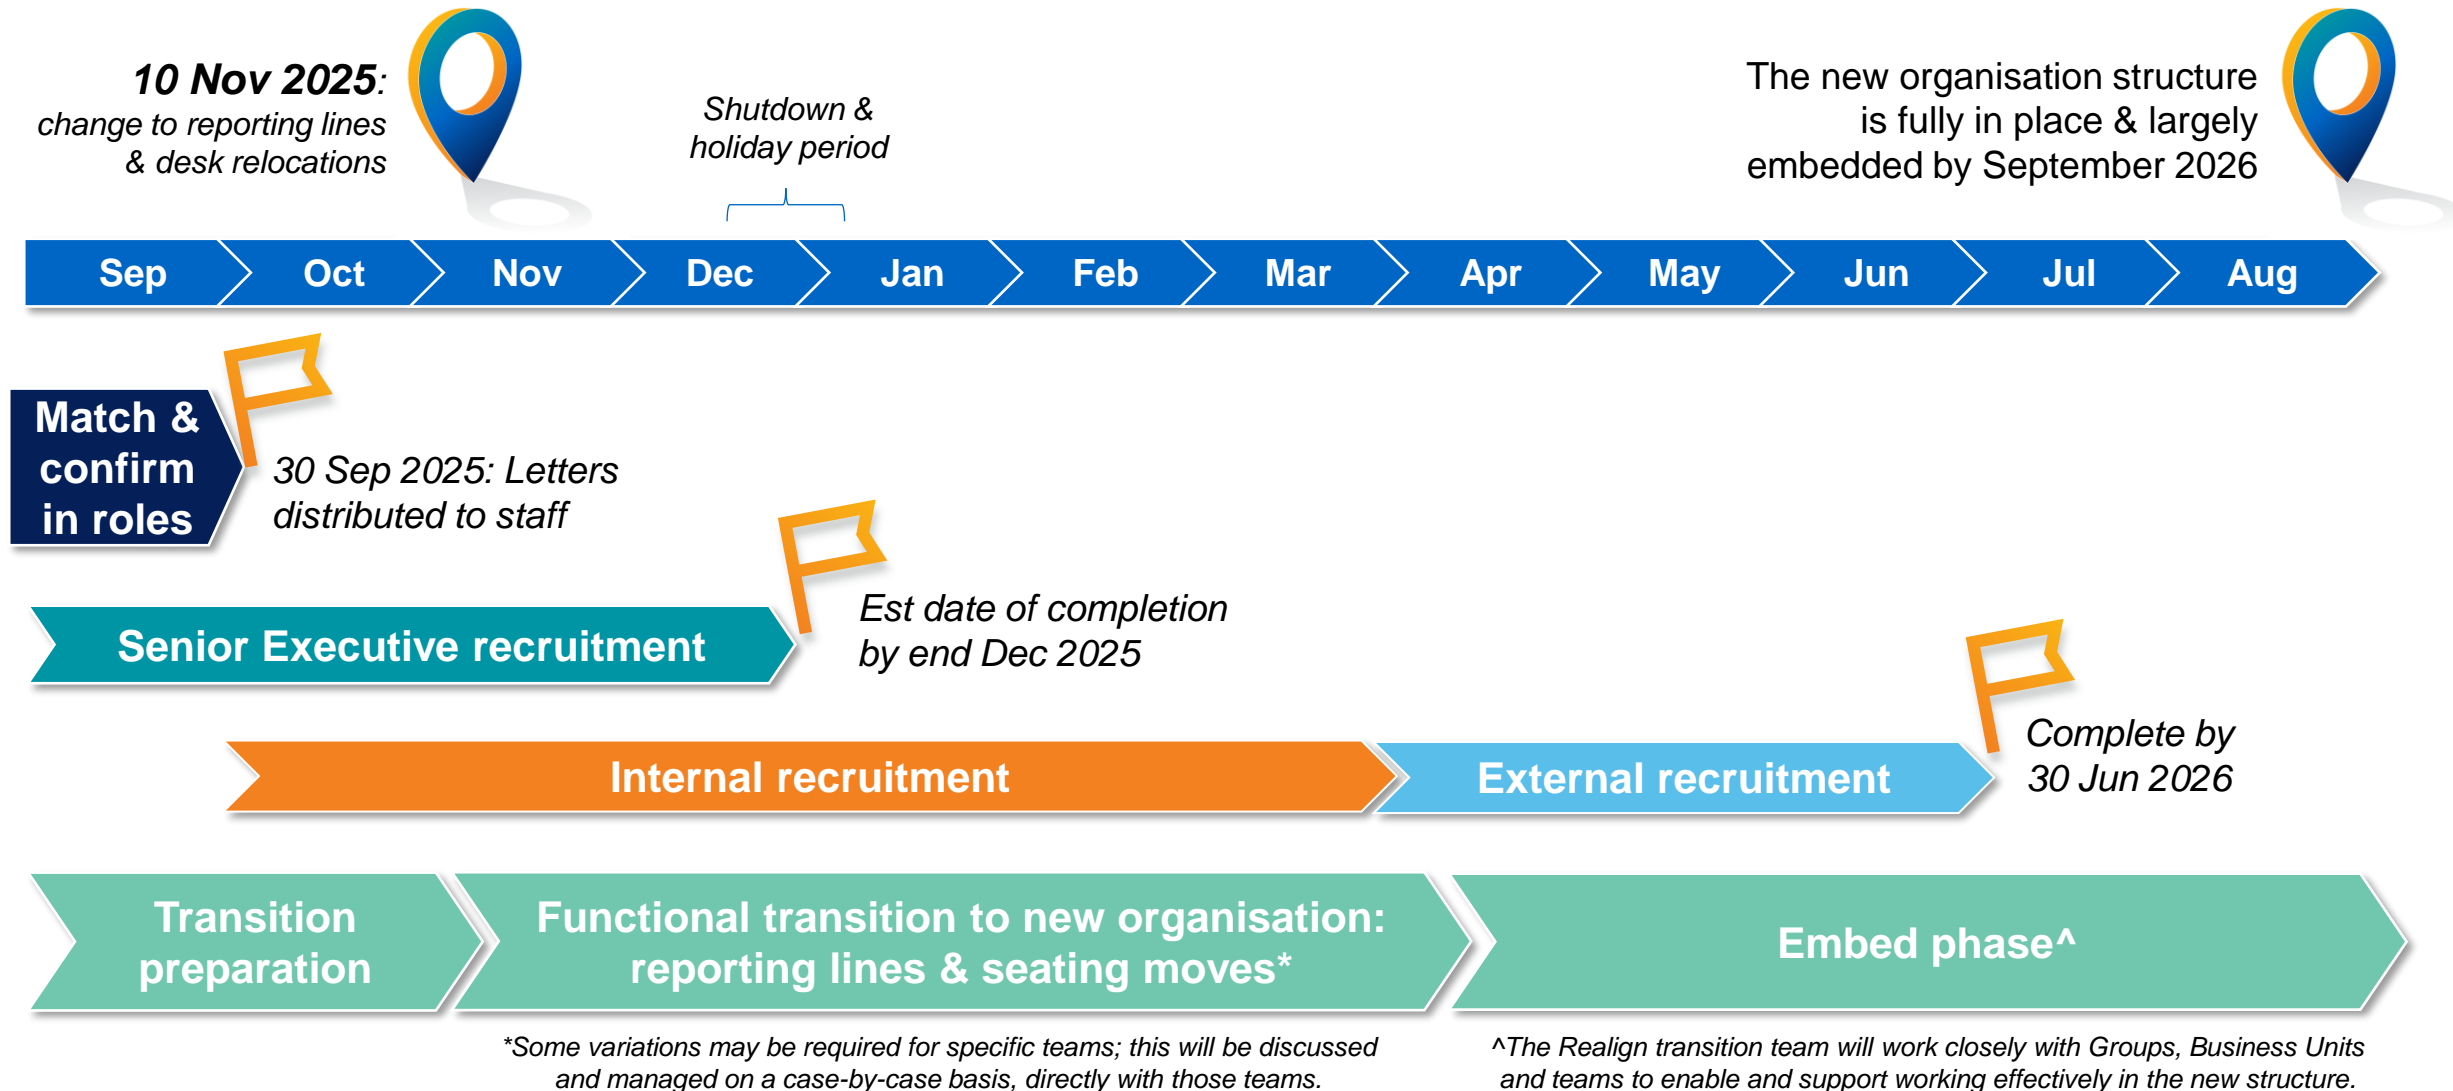 10 Nov 2025:
change to reporting lines
& desk relocations
Shutdown &
holiday period
The new organisation structure
is fully in place & largely
embedded by September 2026
Sep
Oct
Nov
Dec
Jan
Feb
Mar
Apr
May
Jun
Jul
Aug
Match &
confirm
in roles
30 Sep 2025: Letters
distributed to staff
Senior Executive recruitment
Est date of completion
by end Dec 2025
Internal recruitment
External recruitment
Complete by
30 Jun 2026
Transition
preparation
Functional transition to new organisation:
reporting lines & seating moves*
Embed phase^
*Some variations may be required for specific teams; this will be discussed
and managed on a case-by-case basis, directly with those teams.
^The Realign transition team will work closely with Groups, Business Units
and teams to enable and support working effectively in the new structure.